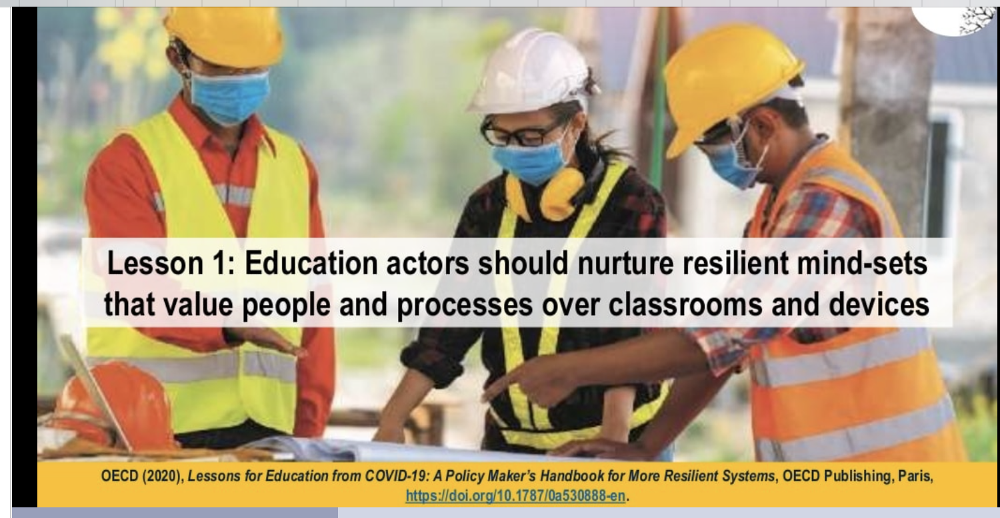 Lesson 1: Education actors should nurture resilient mind-sets
that value people and processes over classrooms and devices
OECD (2020), Lessons for Education from COVID-19: A Policy Maker's Handbook for More Resilient Systems, OECD Publishing, Paris,
https://doi.org/10.1787/0a530888-en.